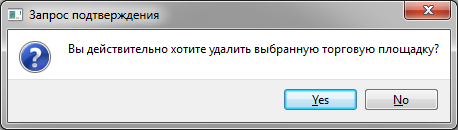 Запрос подтверждения
Вы действительно хотите удалить выбранную торговую площадку?
Yes No